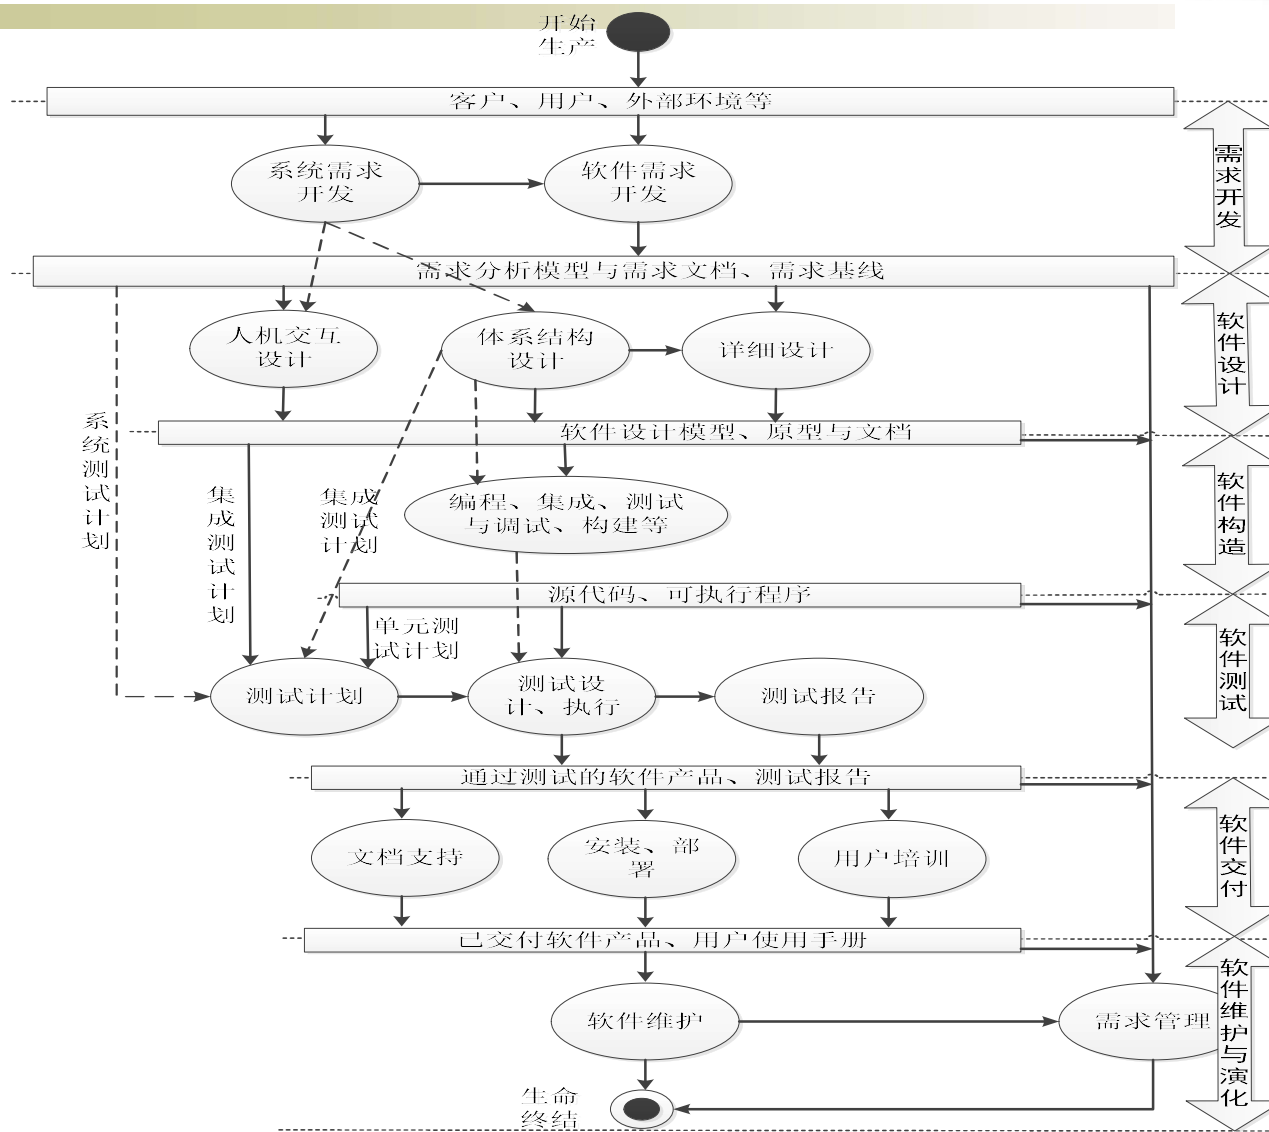 开始
生产
客户、用户、外部环境等
系统需求
开发
软件需求
开发
需求开发
需求分析模型与需求文档、需求基线
人机交互
设计
体系结构
设计
详细设计
软件设计
系统测试计划
软件设计模型、原型与文档
集成测试计划
集成
测试
计划
编程、集成、测试
与调试、构建等
软件构造
源代码、可执行程序
单元测
试计划
测试计划
测试设
计、执行
测试报告
软件测试
通过测试的软件产品、测试报告
文档支持
安装、部
署
用户培训
软件交付
已交付软件产品、用户使用手册
软件维护
需求管理
软件维护与演化
生命
终结